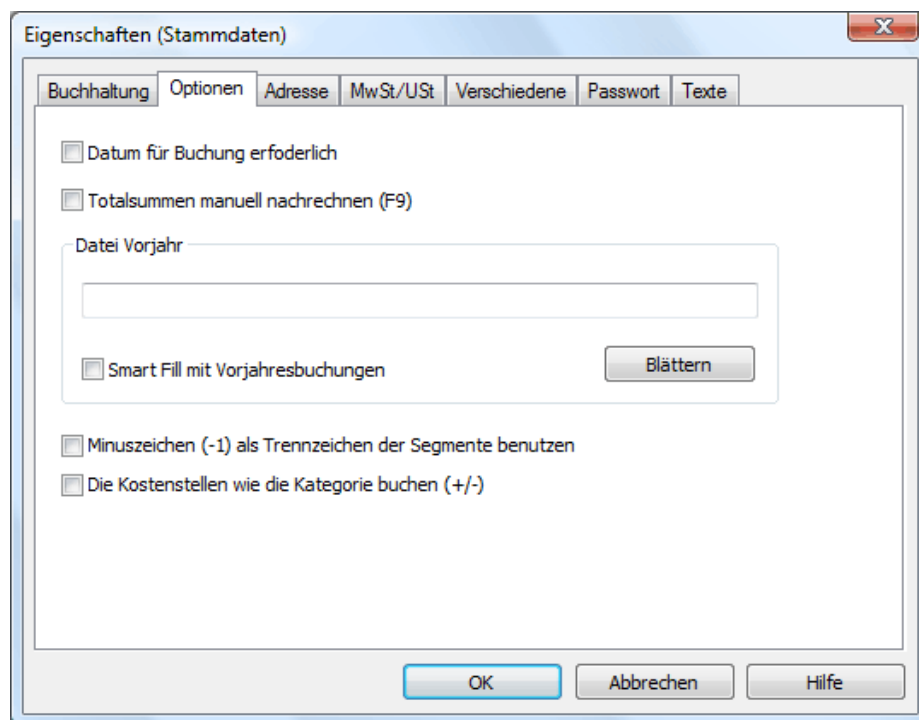 Eigenschaften (Stammdaten)
Buchhaltung Optionen Adresse MwSt/USt Verschiedene Passwort Texte
Datum für Buchung erfoderlich
Totalsummen manuell nachrechnen (F9)
Datei Vorjahr
Smart Fill mit Vorjahresbuchungen Blättern
Minuszeichen (-1) als Trennzeichen der Segmente benutzen
Die Kostenstellen wie die Kategorie buchen (+/-)
OK Abbrechen Hilfe